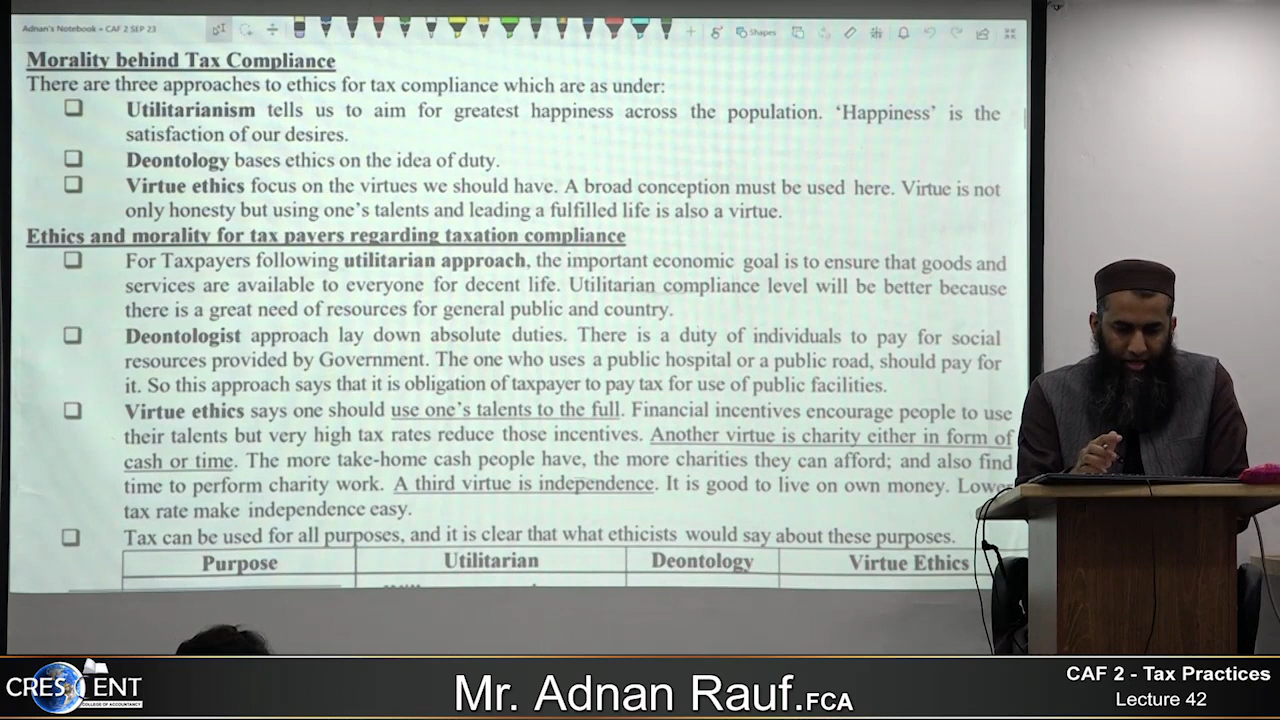 Adnan's Notebook » CAF 2 SEP 23
Shapes
Morality behind Tax Compliance
There are three approaches to ethics for tax compliance which are as under:
❑ Utilitarianism tells us to aim for greatest happiness across the population. ‘Happiness’ is the
satisfaction of our desires.
❑ Deontology bases ethics on the idea of duty.
❑ Virtue ethics focus on the virtues we should have. A broad conception must be used here. Virtue is not
only honesty but using one’s talents and leading a fulfilled life is also a virtue.
Ethics and morality for tax payers regarding taxation compliance
❑ For Taxpayers following utilitarian approach, the important economic goal is to ensure that goods and
services are available to everyone for decent life. Utilitarian compliance level will be better because
there is a great need of resources for general public and country.
❑ Deontologist approach lay down absolute duties. There is a duty of individuals to pay for social
resources provided by Government. The one who uses a public hospital or a public road, should pay for
it. So this approach says that it is obligation of taxpayer to pay tax for use of public facilities.
❑ Virtue ethics says one should use one’s talents to the full. Financial incentives encourage people to use
their talents but very high tax rates reduce those incentives. Another virtue is charity either in form of
cash or time. The more take-home cash people have, the more charities they can afford; and also find
time to perform charity work. A third virtue is independence. It is good to live on own money. Lower
tax rate make independence easy.
❑ Tax can be used for all purposes, and it is clear that what ethicists would say about these purposes.
Purpose Utilitarian Deontology Virtue Ethics
CRESCENT
COLLEGE OF ACCOUNTANCY
Mr. Adnan Rauf.FCA
CAF 2 - Tax Practices
Lecture 42